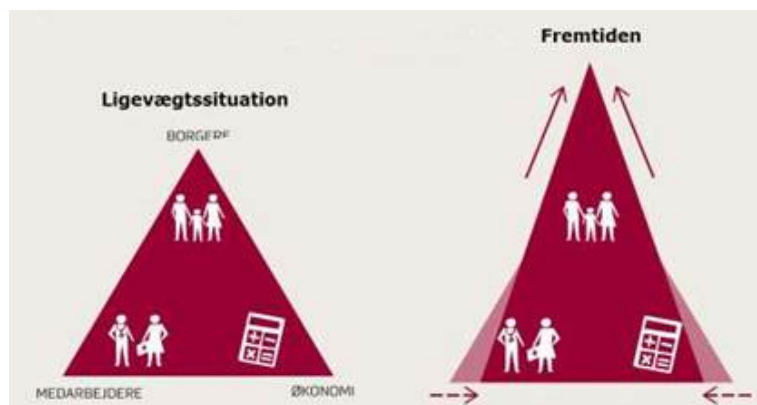 Ligevægtssituation
BORGERE
MEDARBEJDERE
ØKONOMI
Fremtiden